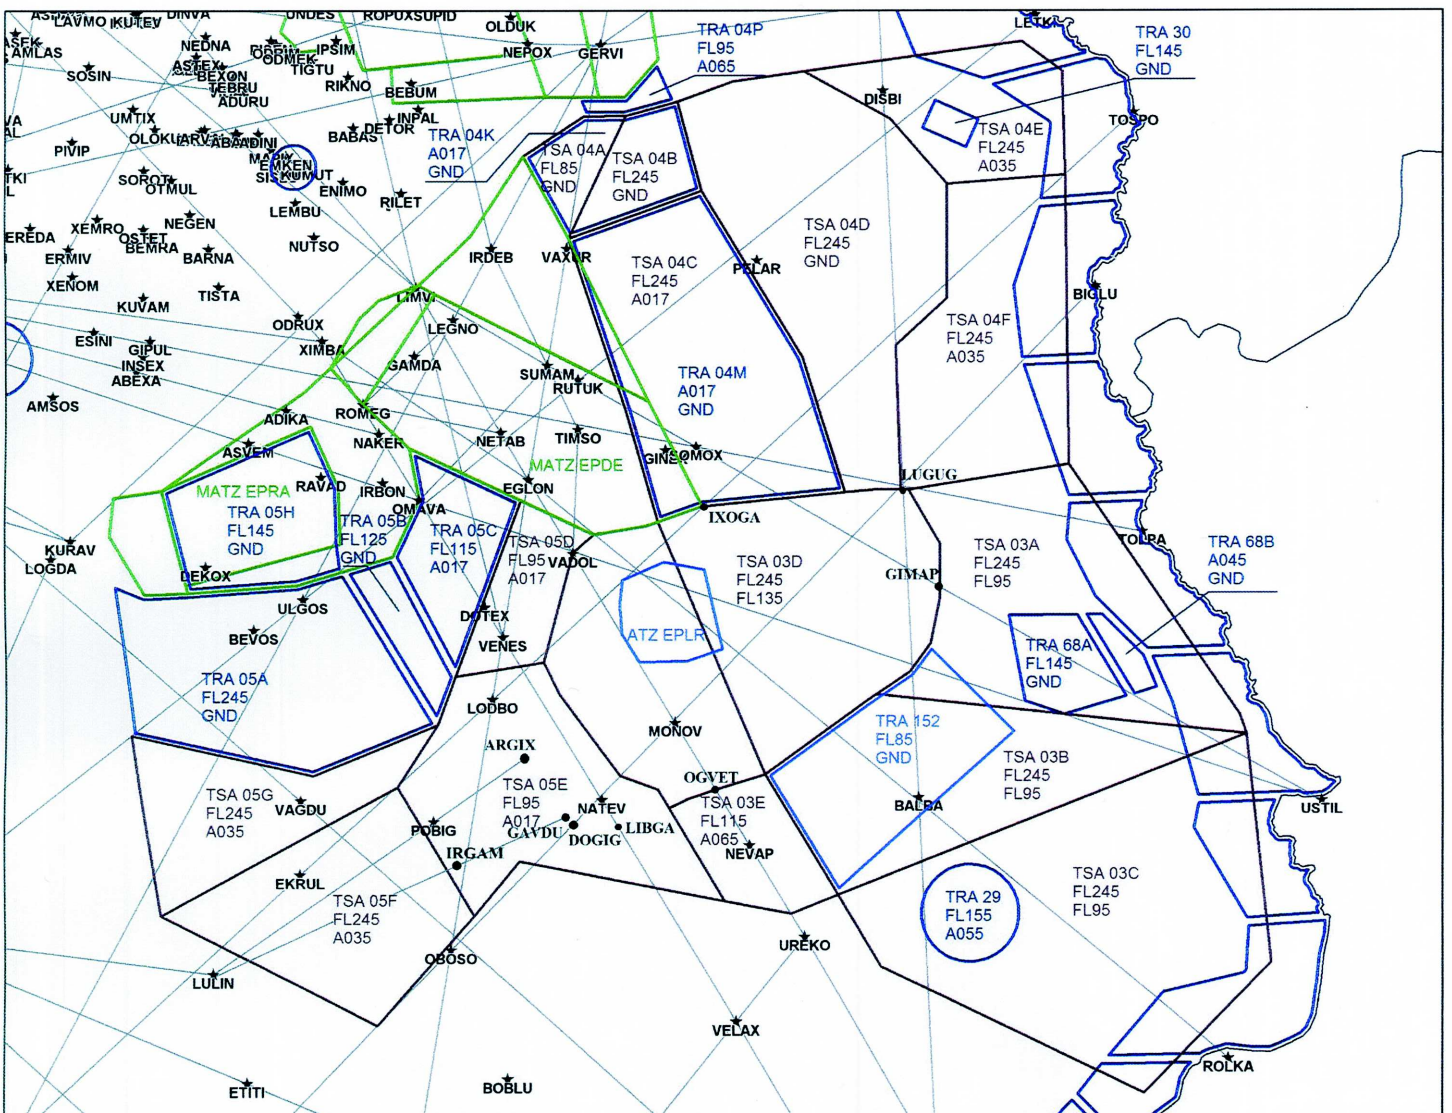 LAVMO
KUTEV
DINVA
UNDES
ROPUX
SUPID
OLDUK
LETKI
AMLAS
NEDNA
IPSIM
ODMEK
TIGTU
NEPOX
GERVI
TRA 04P
FL95
A065
TRA 30
FL145
GND
SOSIN
ASTEX
BEXON
TEBRU
ADURU
RIKNO
BEBUM
DISBI
UMTIX
INPAL
DETOR
BABAS
TOSPO
PIVIP
TRA 04K
A017
GND
TSA 04A
FL85
GND
TSA 04B
FL245
GND
TSA 04E
FL245
A035
SOROT
OTMUL
EMKEN
KUMUT
ENIMO
RILET
LEMBU
XEMRO
NEGEN
EREDA
OSTET
BEMRA
NUTSO
ERMIV
BARNA
IRDEB
VAXUR
TSA 04D
FL245
GND
TSA 04C
FL245
A017
PELAR
XENOM
TISTA
KUVAM
BIGLU
ODRUX
LEGNO
TSA 04F
FL245
A035
ESINI
GIPUL
INSEX
ABEXA
XIMBA
GAMDA
SUMAM
RUTUK
TRA 04M
A017
GND
AMSOS
ADIKA
ROMEG
ASVEM
NAKER
NETAB
TIMSO
SOMOX
MATZ EPDE
LUGUG
MATZ EPRA
RAVAD
IRBON
EGLON
OMAVA
IXOGA
TRA 05H
FL145
GND
TRA 05B
FL125
GND
TRA 05C
FL115
A017
TSA 05D
FL95
A017
VADOL
TSA 03D
FL245
FL135
TSA 03A
FL245
FL95
TOLPA
TRA 68B
A045
GND
KURAV
LOGDA
DEKOX
GIMAP
ULGOS
BEVOS
DOTEX
VENES
ATZ EPLR
TRA 68A
FL145
GND
TRA 05A
FL245
GND
LODBO
MONOV
TRA 152
FL85
GND
ARGIX
TSA 03B
FL245
FL95
OGVET
TSA 05G
FL245
A035
VAGDU
TSA 05E
FL95
A017
NATEV
TSA 03E
FL115
A065
BALBA
USTIL
POBIG
GAVDU
DOGIG
LIBGA
NEVAP
IRGAM
EKRUL
TSA 05F
FL245
A035
TRA 29
FL155
A055
TSA 03C
FL245
FL95
UREKO
OBOSO
LULIN
VELAX
ROLKA
ETITI
BOBLU